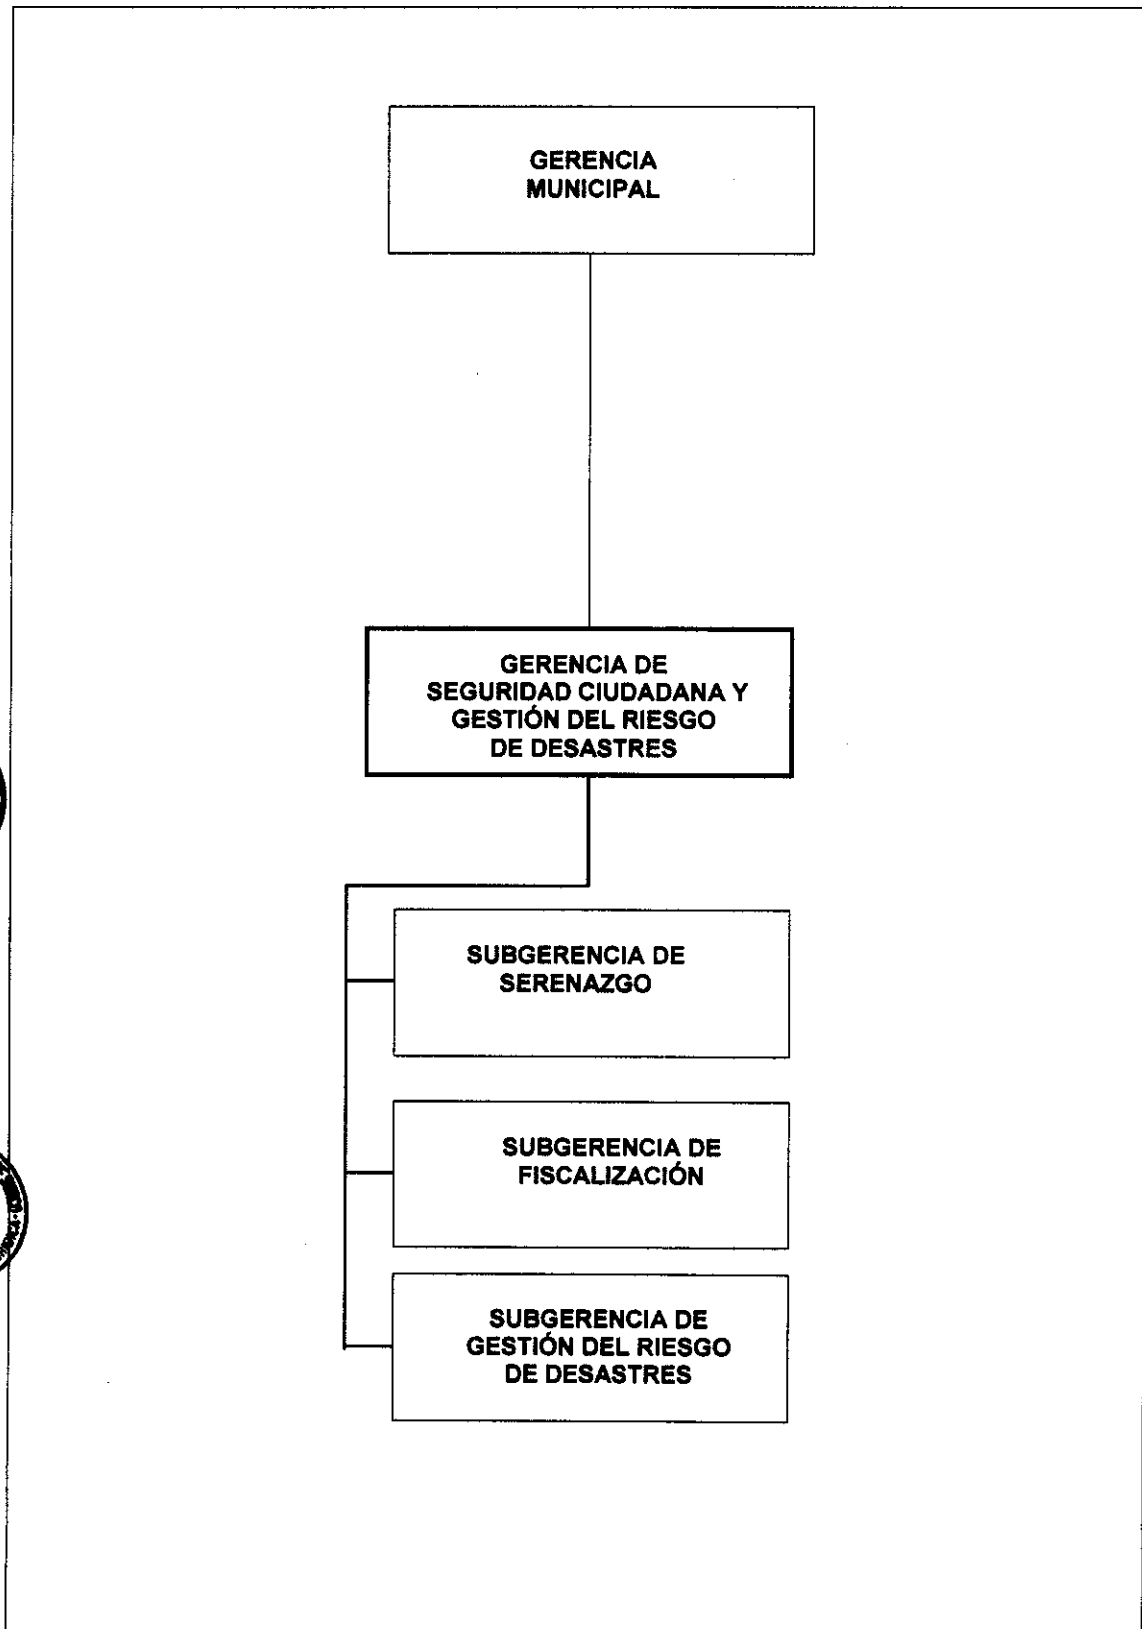 GERENCIA
MUNICIPAL
GERENCIA DE
SEGURIDAD CIUDADANA Y
GESTIÓN DEL RIESGO
DE DESASTRES
SUBGERENCIA DE
SERENAZGO
SUBGERENCIA DE
FISCALIZACIÓN
SUBGERENCIA DE
GESTIÓN DEL RIESGO
DE DESASTRES